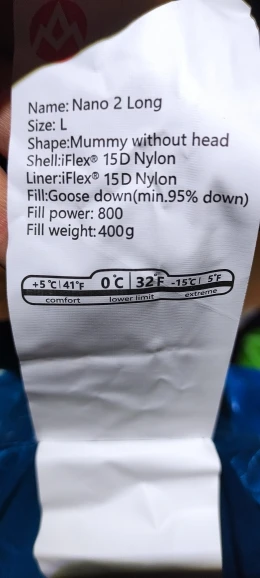 Name: Nano 2 Long
Size: L
Shape:Mummy without head
Shell:iFlex® 15D Nylon
Liner:iFlex® 15D Nylon
Fill:Goose down(min.95% down)
Fill power: 800
Fill weight:400g
+5℃|41℉ 0℃|32℉ -15℃|5℉
comfort lower limit extreme